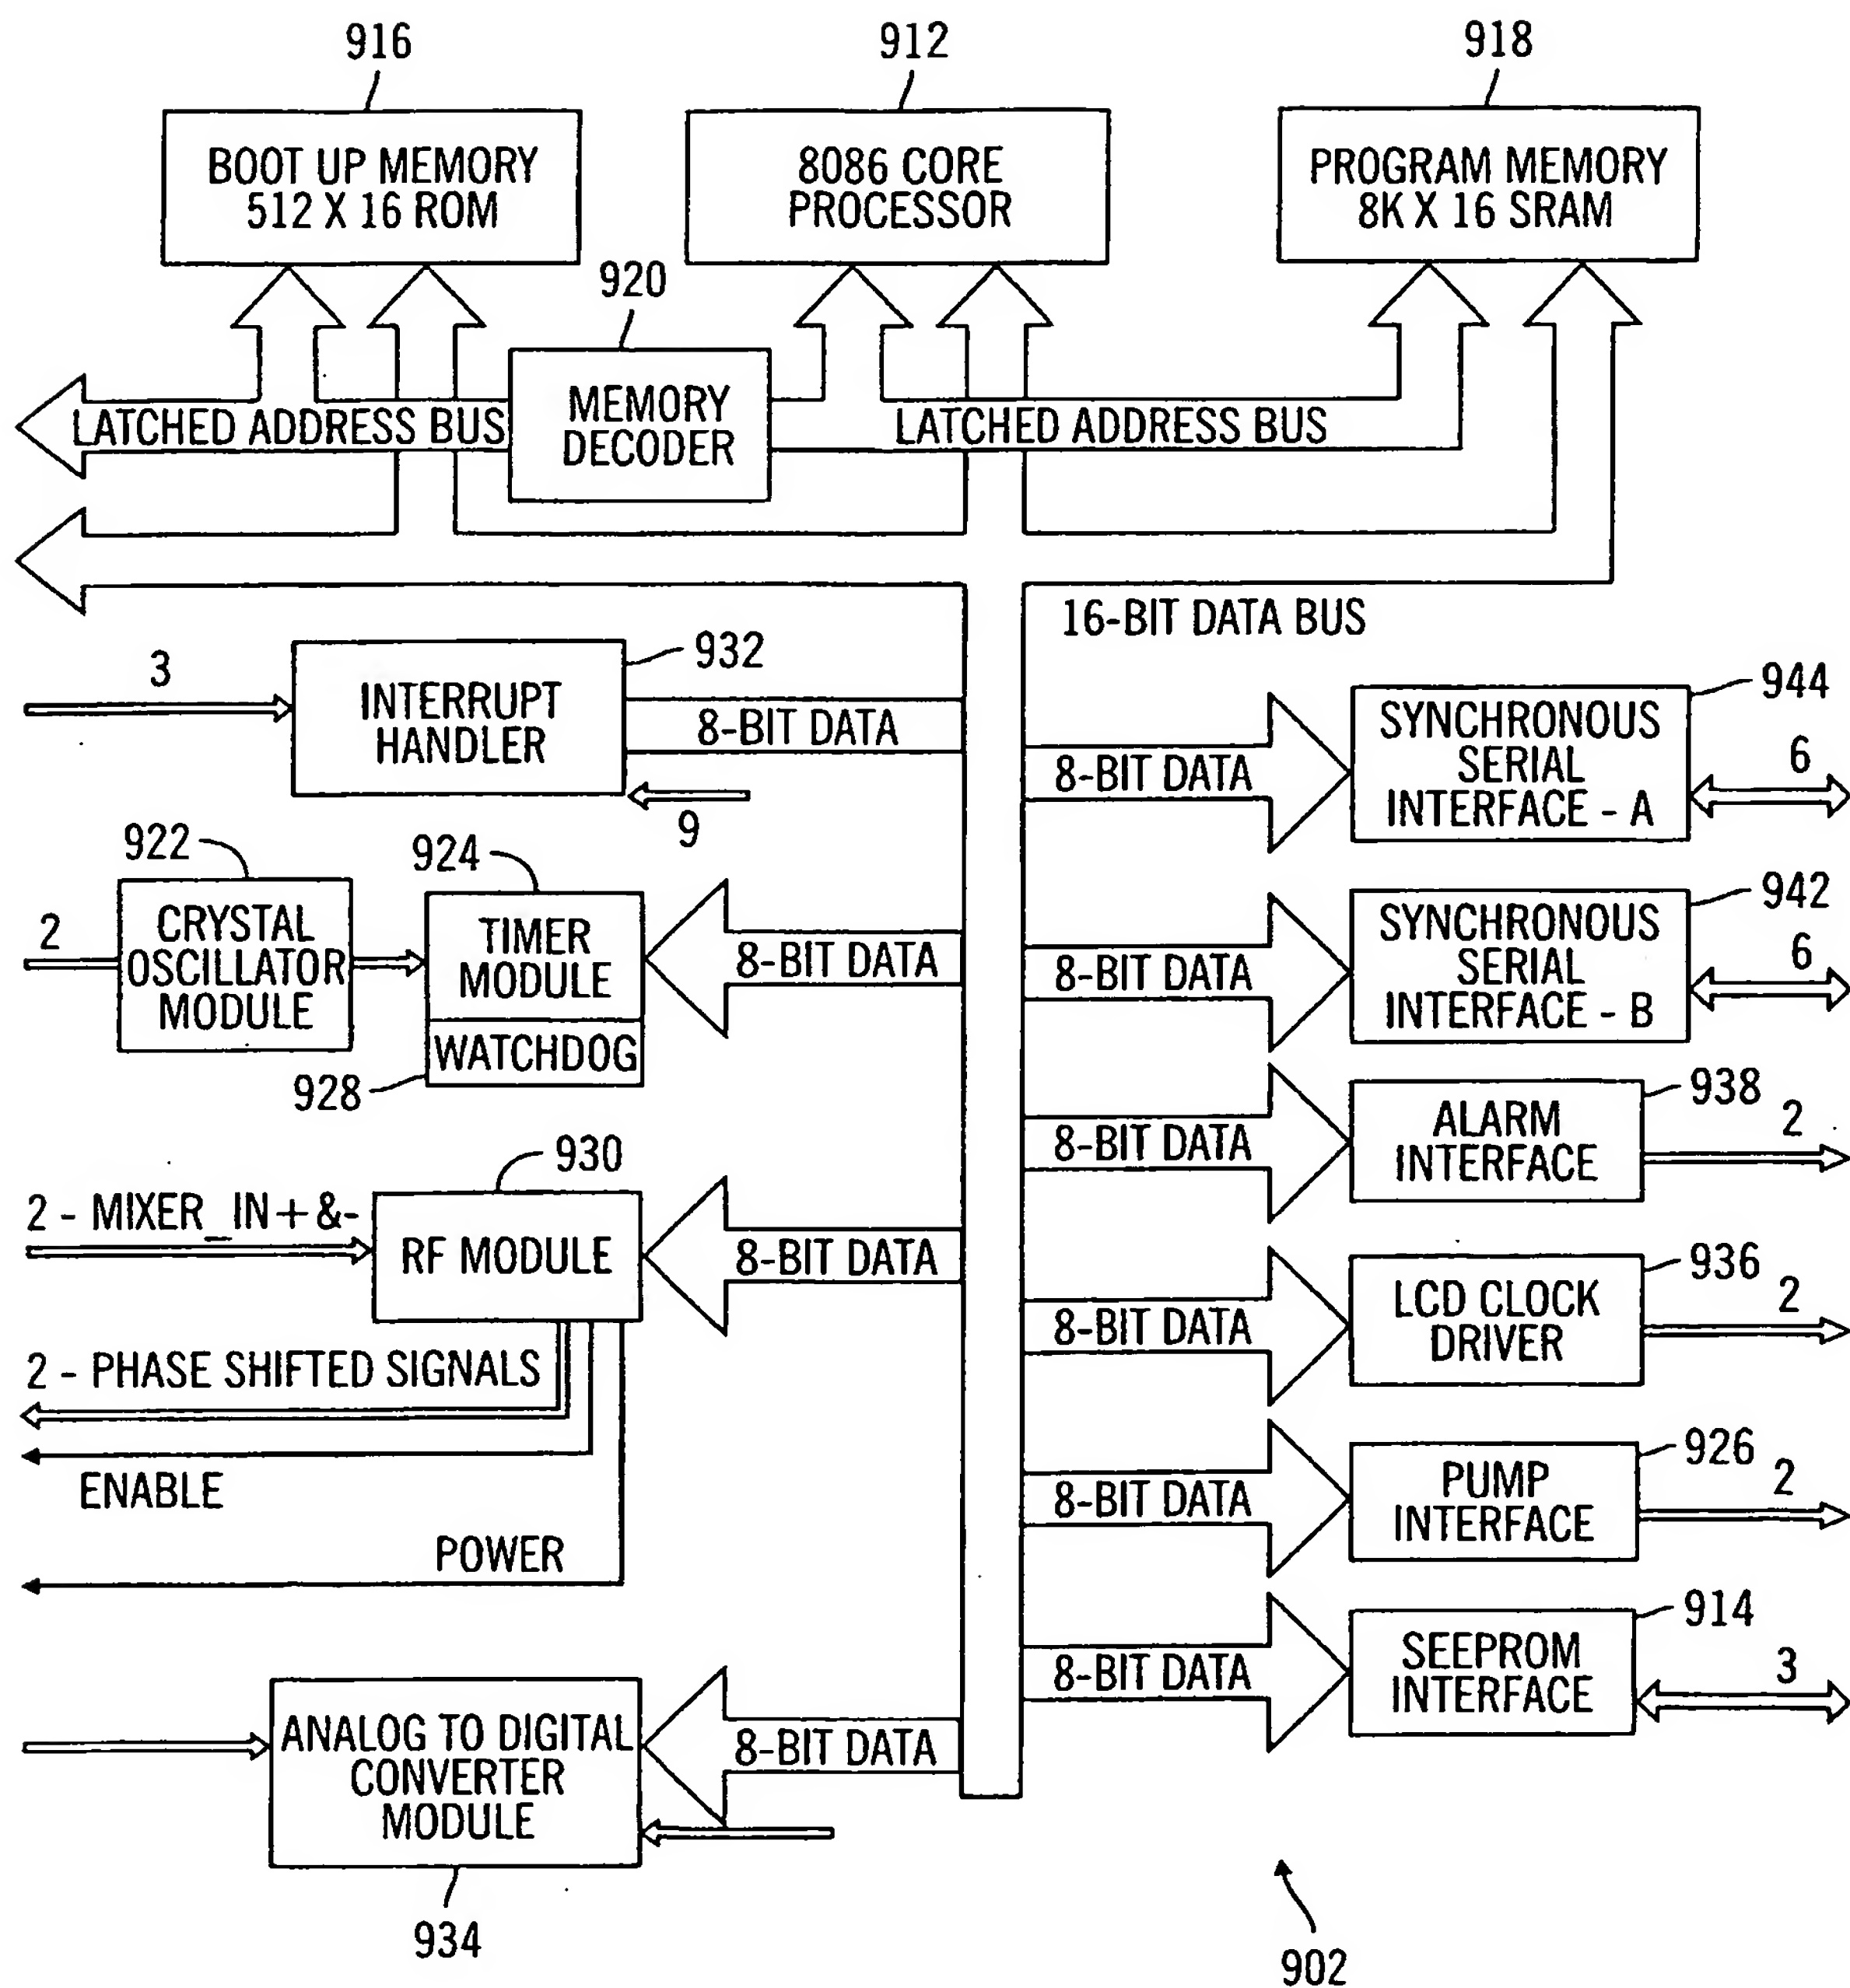 916
912
918
BOOT UP MEMORY
512 X 16 ROM
8086 CORE
PROCESSOR
PROGRAM MEMORY
8K X 16 SRAM
920
LATCHED ADDRESS BUS
MEMORY
DECODER
LATCHED ADDRESS BUS
16-BIT DATA BUS
3
932
INTERRUPT
HANDLER
8-BIT DATA
9
922
924
2
CRYSTAL
OSCILLATOR
MODULE
TIMER
MODULE
WATCHDOG
928
8-BIT DATA
930
2 - MIXER_IN+&-
RF MODULE
8-BIT DATA
2 - PHASE SHIFTED SIGNALS
ENABLE
POWER
ANALOG TO DIGITAL
CONVERTER
MODULE
8-BIT DATA
934
944
8-BIT DATA
SYNCHRONOUS
SERIAL
INTERFACE - A
6
942
8-BIT DATA
SYNCHRONOUS
SERIAL
INTERFACE - B
6
938
8-BIT DATA
ALARM
INTERFACE
2
936
8-BIT DATA
LCD CLOCK
DRIVER
2
926
8-BIT DATA
PUMP
INTERFACE
2
914
8-BIT DATA
SEEPROM
INTERFACE
3
902